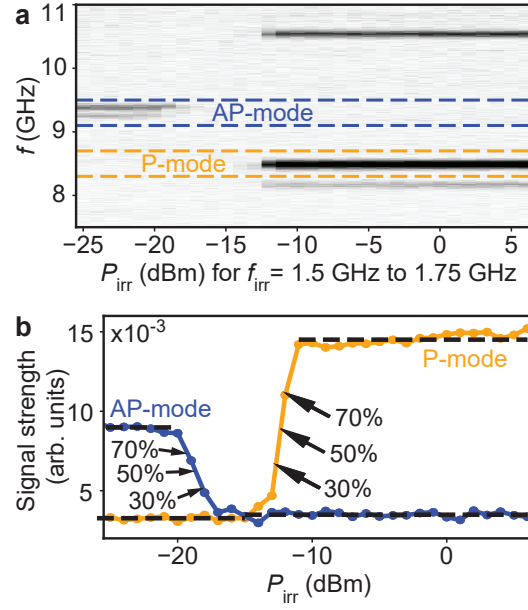 a
11
10
9
8
f (GHz)
AP-mode
P-mode
-25 -20 -15 -10 -5 0 5
P_irr (dBm) for f_irr= 1.5 GHz to 1.75 GHz
b
x10⁻³
15
10
5
Signal strength
(arb. units)
AP-mode
P-mode
70%
50%
30%
70%
50%
30%
-20 -10 0
P_irr (dBm)